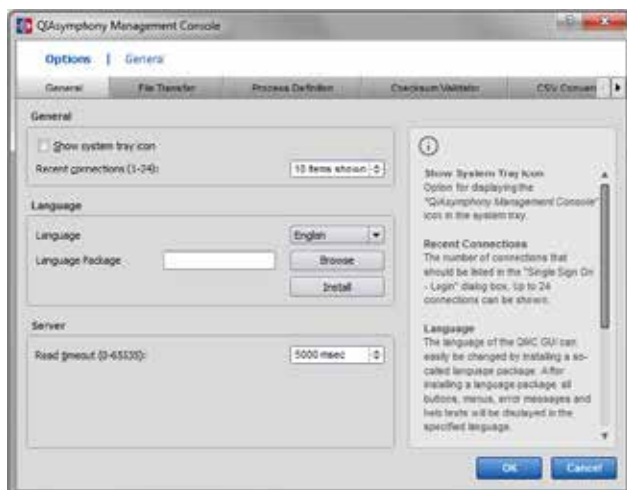 QIAsymphony Management Console
Options | General
General File Transfer Process Definition Checksum Validator CSV Conver
General
Show system tray icon
Recent connections (1-24): 10 items shown
Language
Language English
Language Package Browse
Install
Server
Read timeout (0-65535): 5000 msec
Show System Tray Icon
Option for displaying the
"QIAsymphony Management Console"
icon in the system tray.
Recent Connections
The number of connections that
should be listed in the "Single Sign On
- Login" dialog box. Up to 24
connections can be shown.
Language
The language of the QMC GUI can
easily be changed by installing a so-
called language package. After
installing a language package, all
buttons, menus, error messages and
help texts will be displayed in the
specified language.
OK Cancel